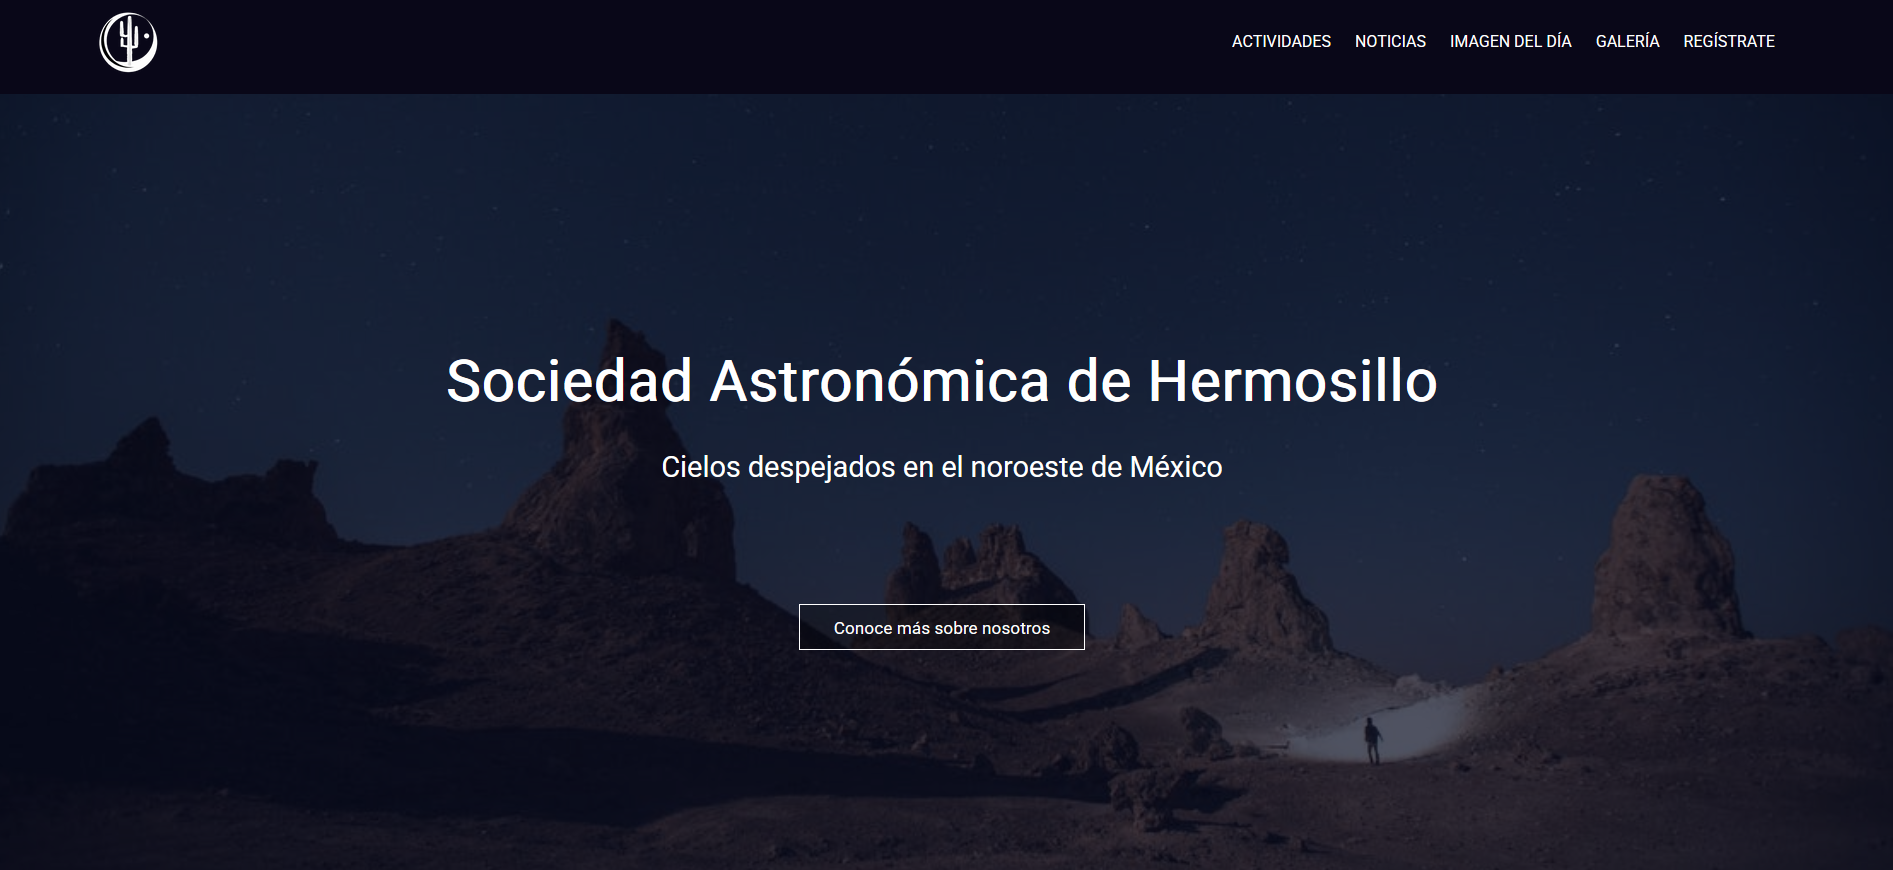 ACTIVIDADES NOTICIAS IMAGEN DEL DÍA GALERÍA REGÍSTRATE
Sociedad Astronómica de Hermosillo
Cielos despejados en el noroeste de México
Conoce más sobre nosotros